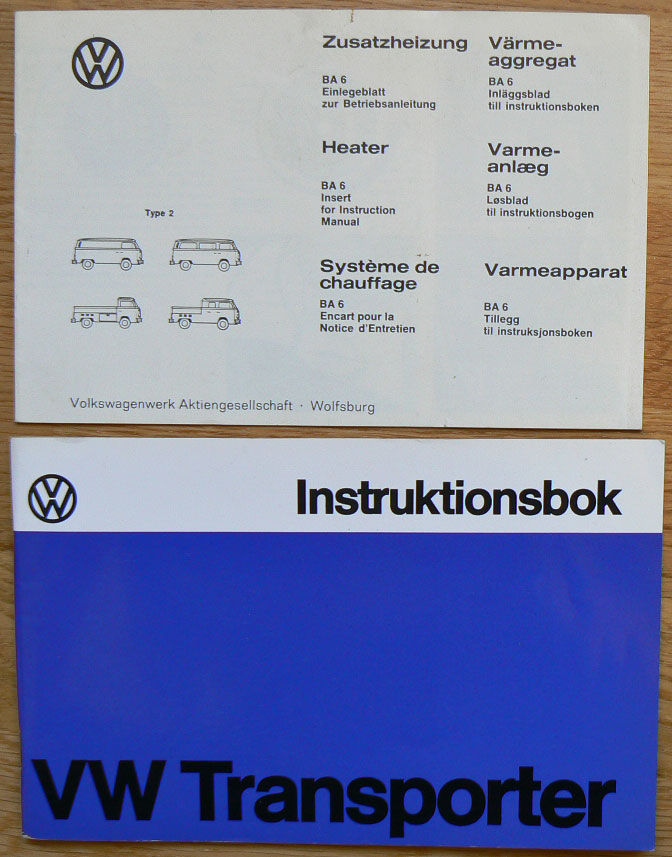 VW
Type 2
Zusatzheizung
BA 6
Einlegeblatt
zur Betriebsanleitung
Heater
BA 6
Insert
for Instruction
Manual
Système de
chauffage
BA 6
Encart pour la
Notice d'Entretien
Värme-
aggregat
BA 6
Inläggsblad
till instruktionsboken
Varme-
anlæg
BA 6
Løsblad
til instruktionsbogen
Varmeapparat
BA 6
Tillegg
til instruksjonsboken
Volkswagenwerk Aktiengesellschaft · Wolfsburg
VW
Instruktionsbok
VW Transporter